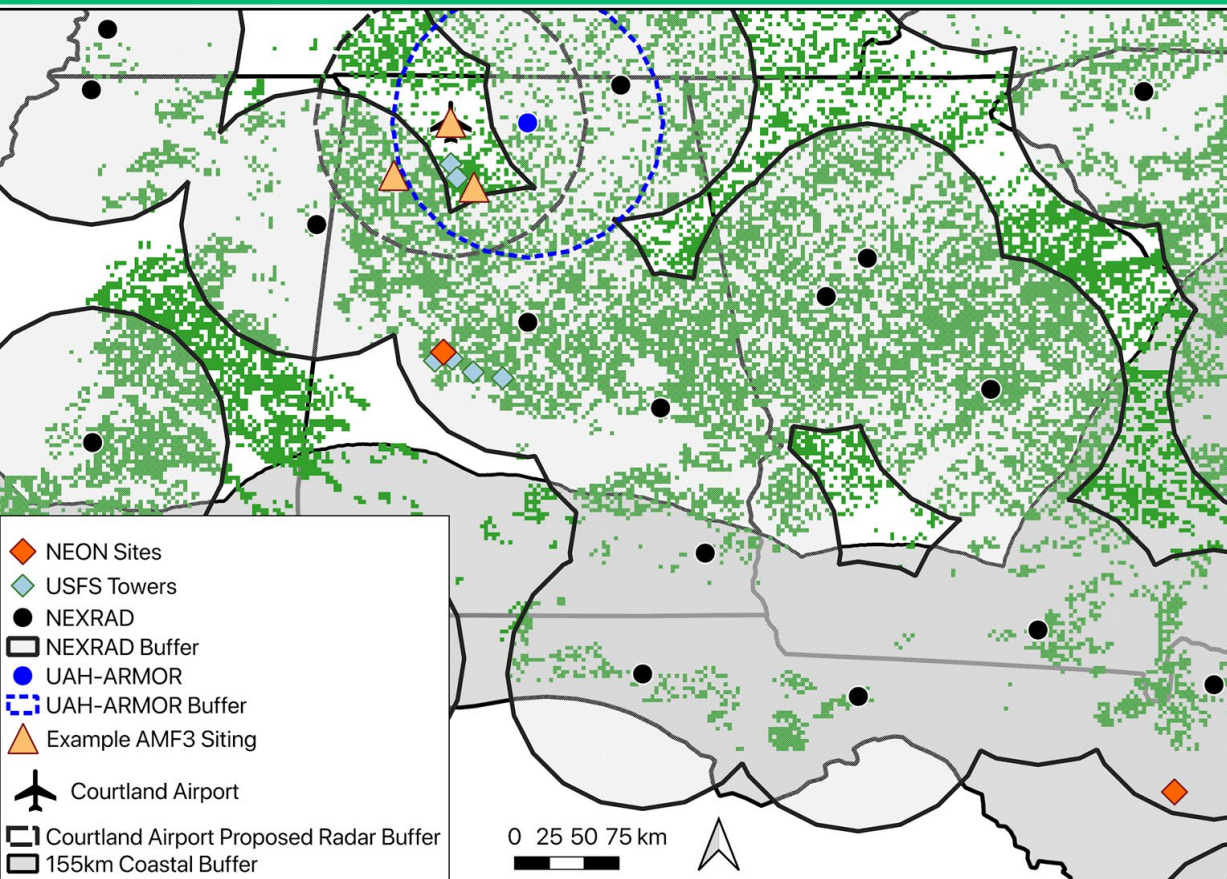 NEON Sites
USFS Towers
NEXRAD
NEXRAD Buffer
UAH-ARMOR
UAH-ARMOR Buffer
Example AMF3 Siting
Courtland Airport
Courtland Airport Proposed Radar Buffer
155km Coastal Buffer
0 25 50 75 km